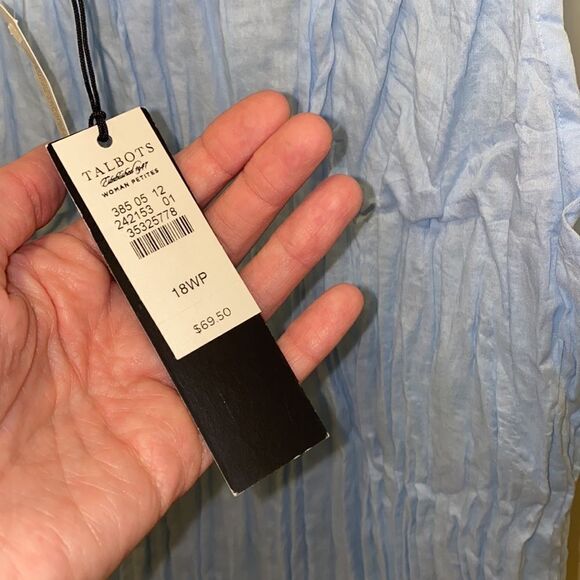 TALBOTS
Established 1947
WOMAN PETITES
385 05 12
242153 01
35325778
18WP
$69.50